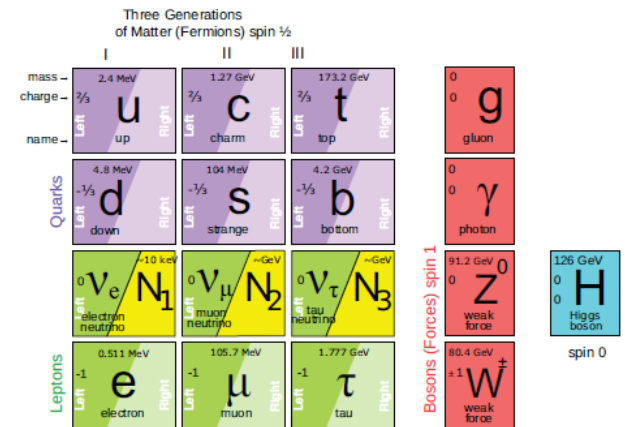 Three Generations
of Matter (Fermions) spin ½
I II III
mass→
charge→
name→
2.4 MeV
⅔
u
Left
Right
up
1.27 GeV
⅔
c
Left
Right
charm
173.2 GeV
⅔
t
Left
Right
top
0
0
g
gluon
Quarks
4.8 MeV
-⅓
d
Left
Right
down
104 MeV
-⅓
s
Left
Right
strange
4.2 GeV
-⅓
b
Left
Right
bottom
0
0
γ
photon
~10 keV
0
νe
N1
Left
electron
neutrino
~GeV
0
νμ
N2
Left
muon
neutrino
~GeV
0
ντ
N3
Left
tau
neutrino
Bosons (Forces) spin 1
91.2 GeV
0
Z0
weak
force
126 GeV
0
0
H
Higgs
boson
spin 0
Leptons
0.511 MeV
-1
e
Left
Right
electron
105.7 MeV
-1
μ
Left
Right
muon
1.777 GeV
-1
τ
Left
Right
tau
80.4 GeV
±1
W±
weak
force